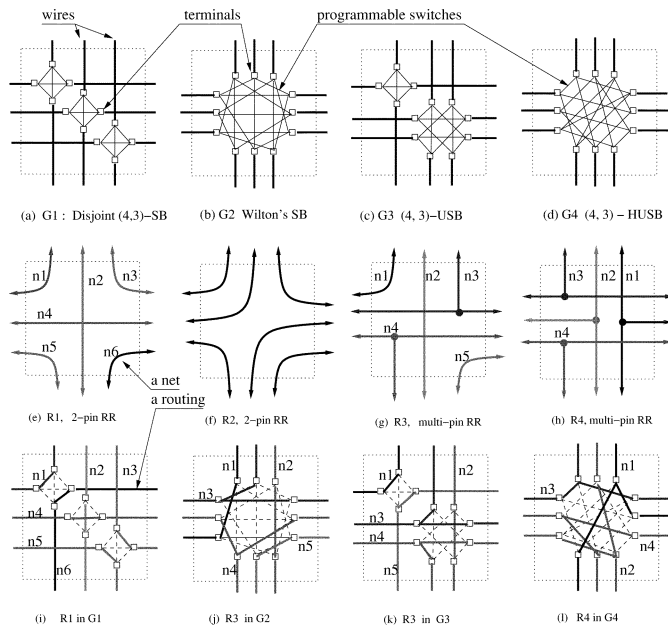 wires
terminals
programmable switches
(a) G1 : Disjoint (4,3)−SB
(b) G2 Wilton's SB
(c) G3 (4, 3)−USB
(d) G4 (4, 3) − HUSB
n1
n2
n3
n4
n5
n6
n1
n2
n3
n4
n5
n3
n2
n1
n4
a net
a routing
(e) R1, 2−pin RR
(f) R2, 2−pin RR
(g) R3, multi−pin RR
(h) R4, multi−pin RR
n1
n2
n3
n4
n5
n6
n1
n2
n3
n5
n4
n1
n2
n3
n4
n5
n1
n3
n4
n2
(i) R1 in G1
(j) R3 in G2
(k) R3 in G3
(l) R4 in G4